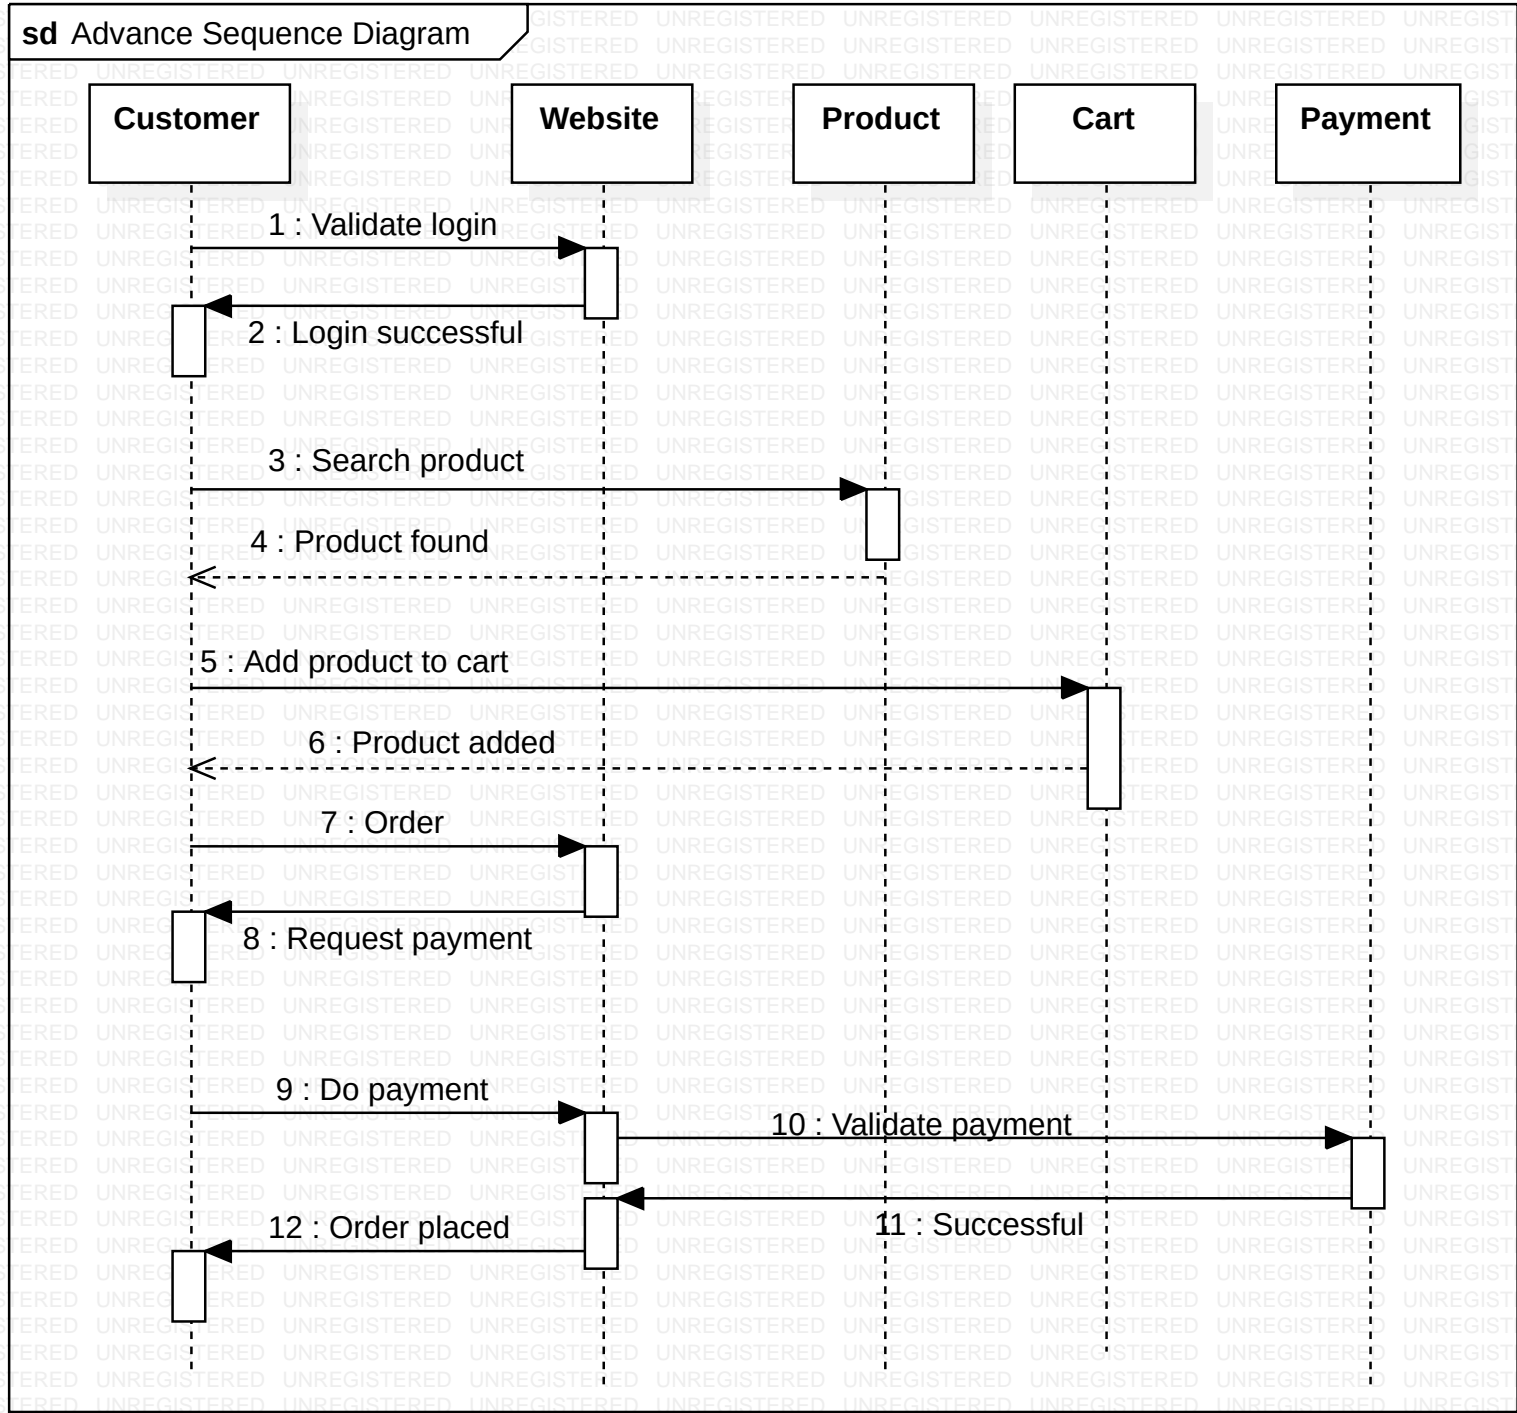 sd Advance Sequence Diagram
Customer
Website
Product
Cart
Payment
1 : Validate login
2 : Login successful
3 : Search product
4 : Product found
5 : Add product to cart
6 : Product added
7 : Order
8 : Request payment
9 : Do payment
10 : Validate payment
11 : Successful
12 : Order placed
UNREGISTERED